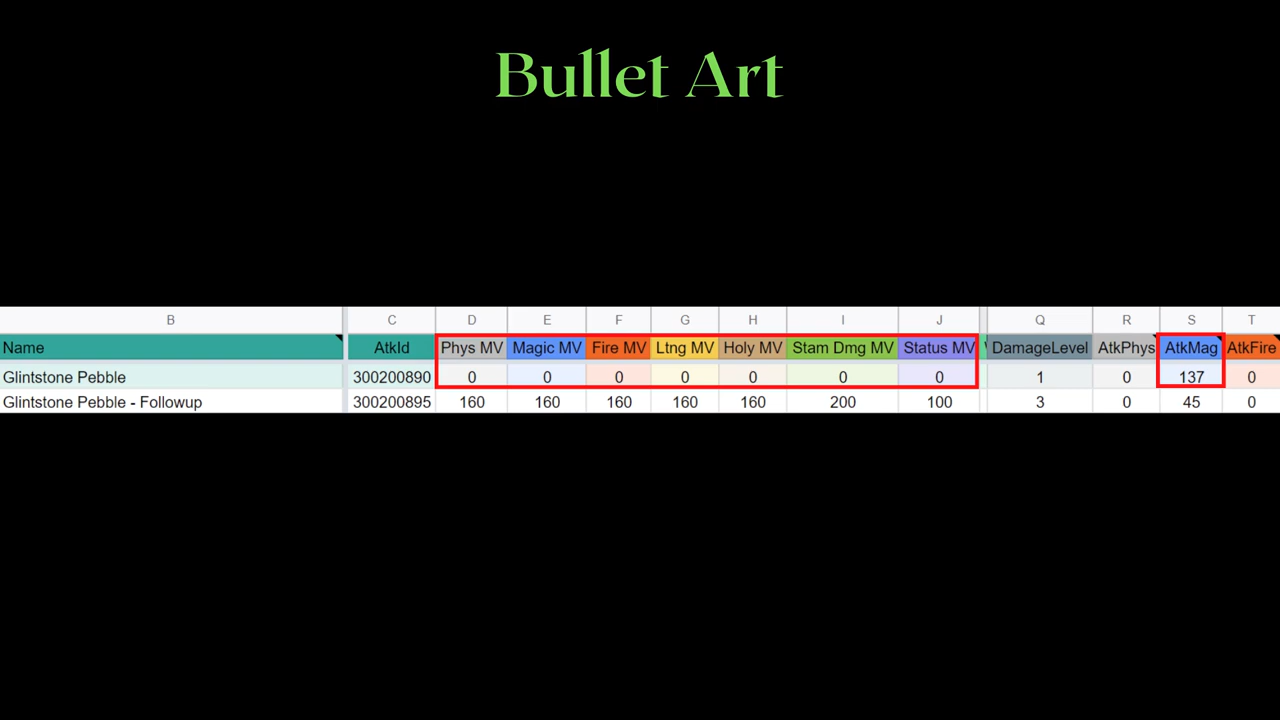 Bullet Art
B C D E F G H I J Q R S T
Name AtkId Phys MV Magic MV Fire MV Ltng MV Holy MV Stam Dmg MV Status MV DamageLevel AtkPhys AtkMag AtkFire
Glintstone Pebble 300200890 0 0 0 0 0 0 0 1 0 137 0
Glintstone Pebble - Followup 300200895 160 160 160 160 160 200 100 3 0 45 0